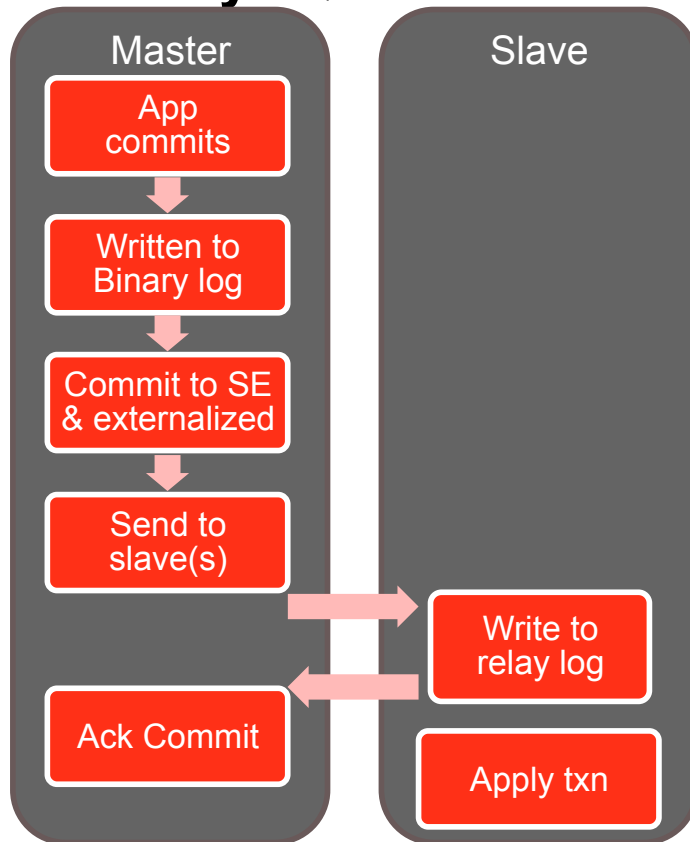 Master
App
commits
Written to
Binary log
Commit to SE
& externalized
Send to
slave(s)
Ack Commit
Slave
Write to
relay log
Apply txn